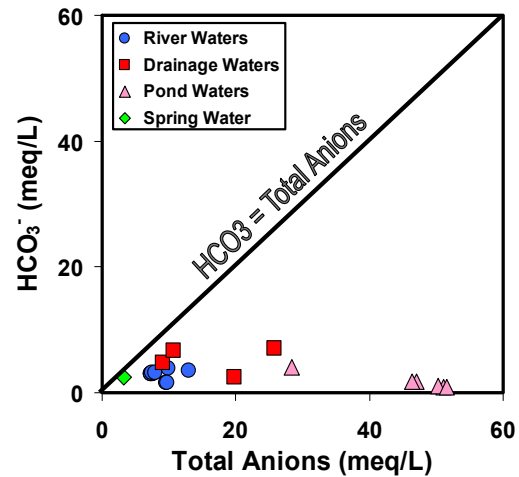 60
40
20
0
HCO₃⁻ (meq/L)
River Waters
Drainage Waters
Pond Waters
Spring Water
HCO3 = Total Anions
0 20 40 60
Total Anions (meq/L)